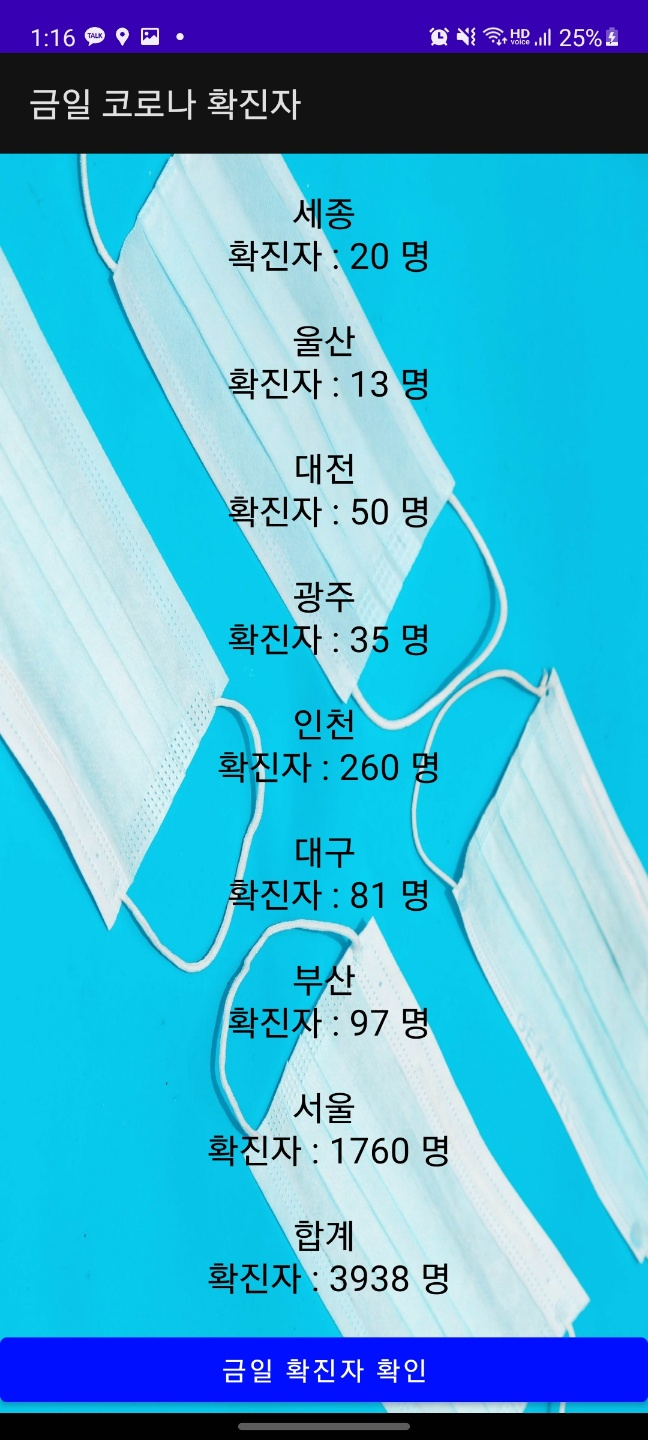 1:16 TALK HD voice 25%
금일 코로나 확진자
세종
확진자 : 20 명
울산
확진자 : 13 명
대전
확진자 : 50 명
광주
확진자 : 35 명
인천
확진자 : 260 명
대구
확진자 : 81 명
부산
확진자 : 97 명
서울
확진자 : 1760 명
합계
확진자 : 3938 명
금일 확진자 확인